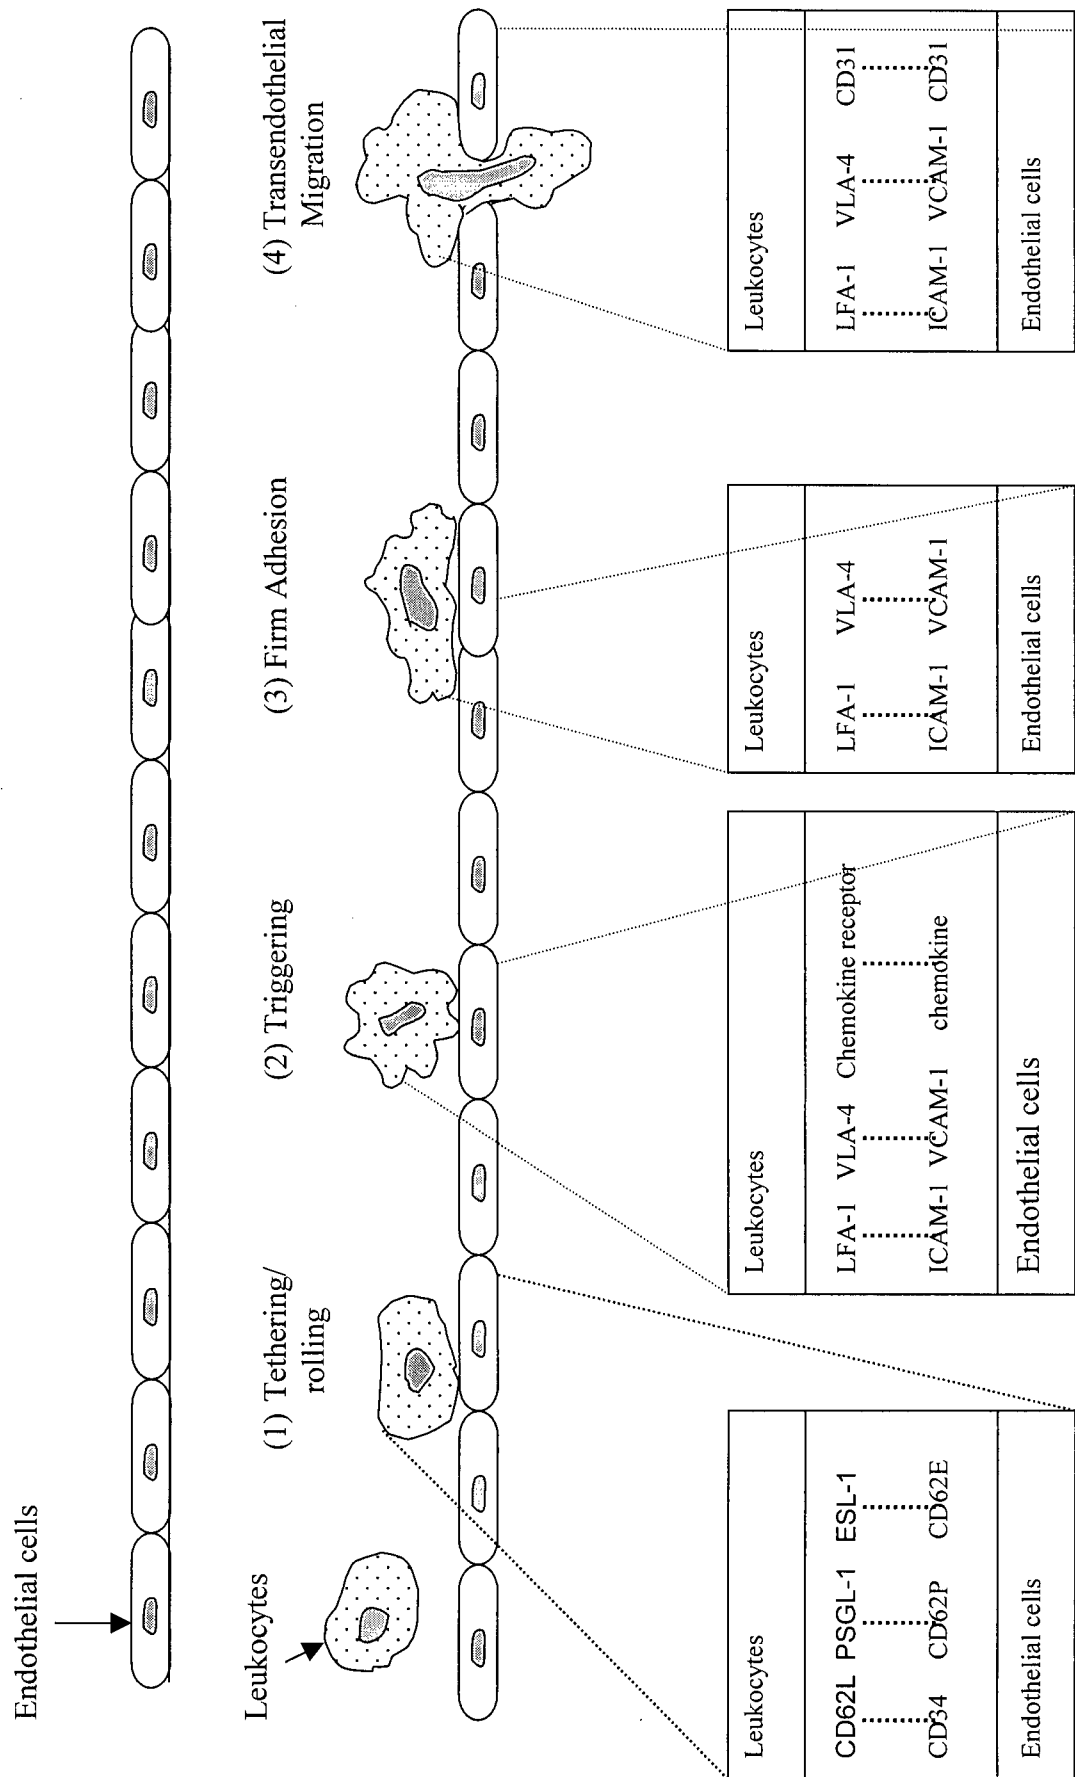 Endothelial cells
Leukocytes
(1) Tethering/
rolling
(2) Triggering
(3) Firm Adhesion
(4) Transendothelial
Migration
Leukocytes
CD62L PSGL-1 ESL-1
CD34 CD62P CD62E
Endothelial cells
Leukocytes
LFA-1 VLA-4 Chemokine receptor
ICAM-1 VCAM-1 chemokine
Endothelial cells
Leukocytes
LFA-1 VLA-4
ICAM-1 VCAM-1
Endothelial cells
Leukocytes
LFA-1 VLA-4 CD31
ICAM-1 VCAM-1 CD31
Endothelial cells